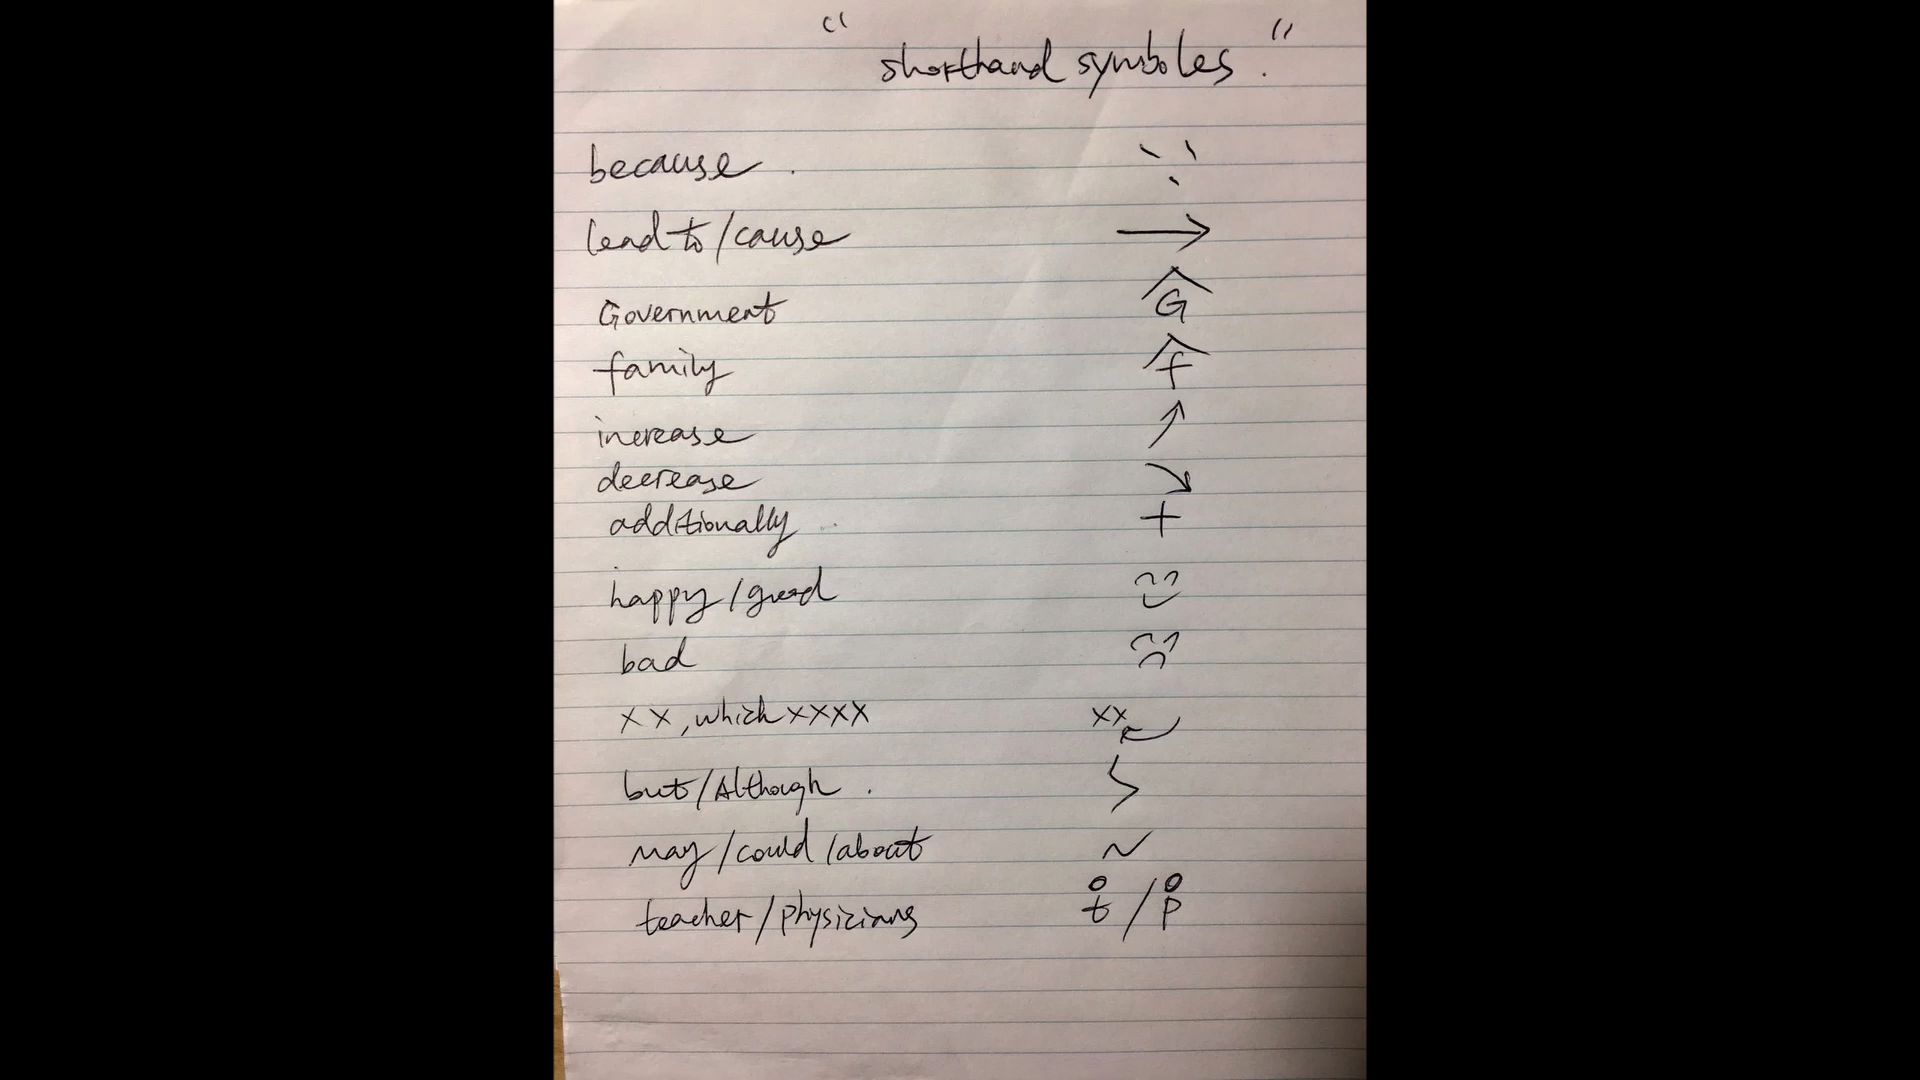 "shorthand symboles."
because. ∵
lead to/cause →
Government G
family f
increase ↗
decrease ↘
additionally +
happy/good
bad
XX, which XXXX XX
but/Although.
may/could/about ~
teacher/physicians t/p